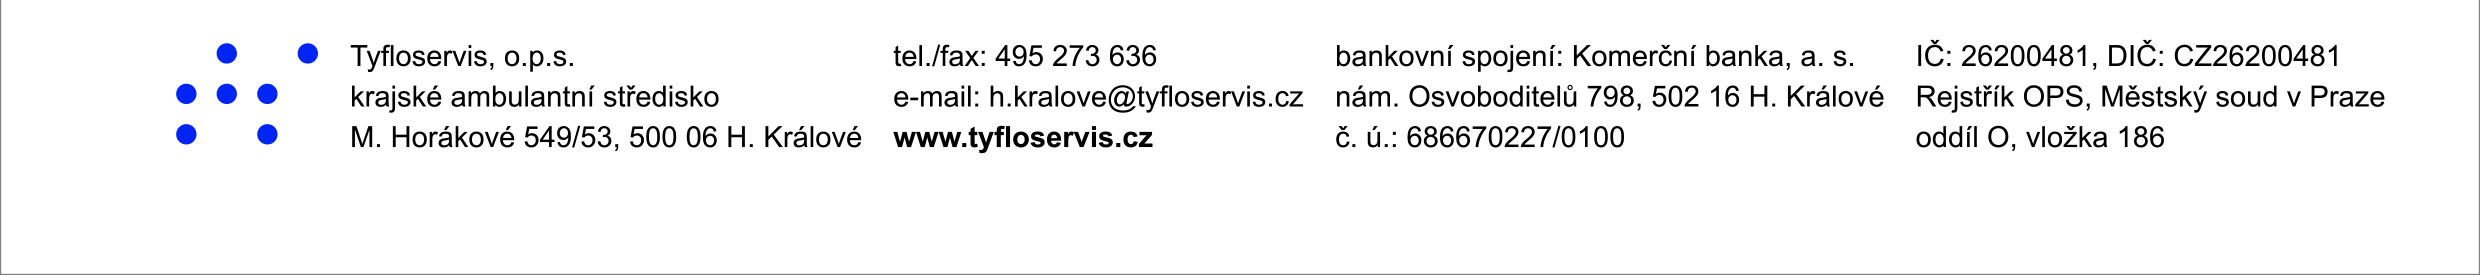 Tyfloservis, o.p.s.
krajské ambulantní středisko
M. Horákové 549/53, 500 06 H. Králové
tel./fax: 495 273 636
e-mail: h.kralove@tyfloservis.cz
www.tyfloservis.cz
bankovní spojení: Komerční banka, a. s.
nám. Osvoboditelů 798, 502 16 H. Králové
č. ú.: 686670227/0100
IČ: 26200481, DIČ: CZ26200481
Rejstřík OPS, Městský soud v Praze
oddíl O, vložka 186